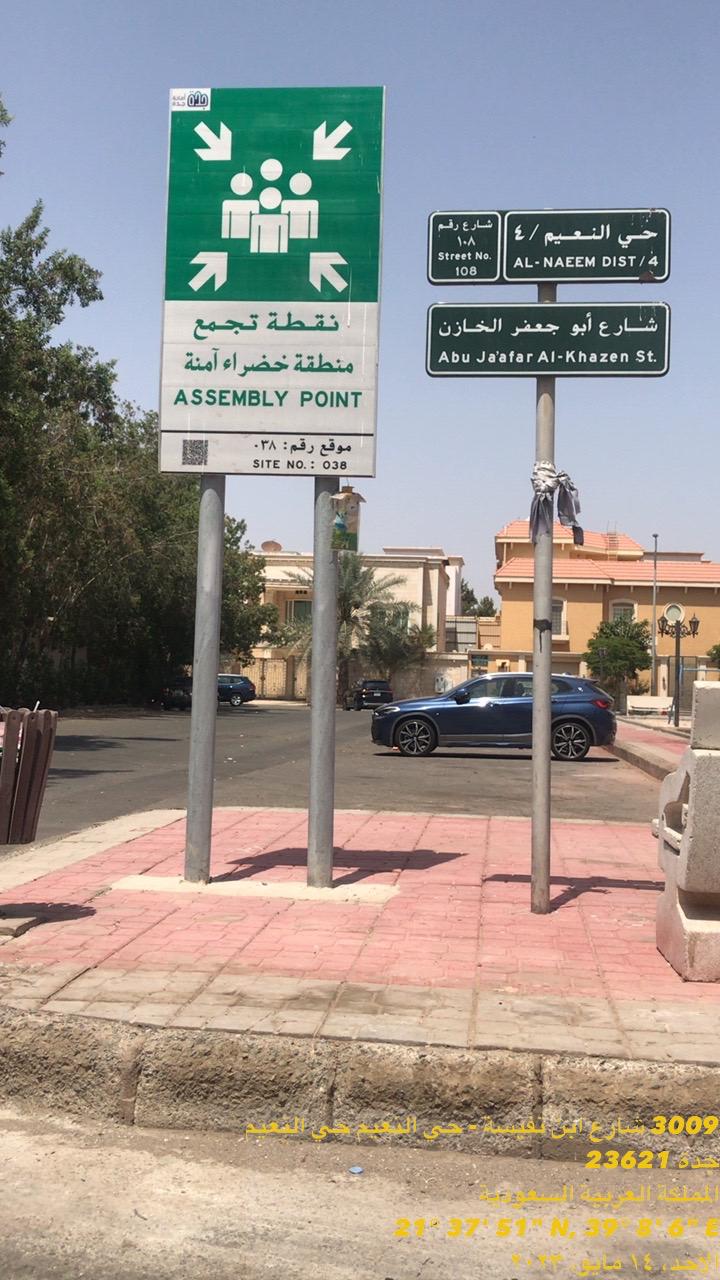 أمانة جدة
جدة
نقطة تجمع
منطقة خضراء آمنة
ASSEMBLY POINT
موقع رقم: ٠٣٨
SITE NO.: 038
شارع رقم
١٠٨
Street No.
108
حي النعيم /٤
AL-NAEEM DIST/4
شارع أبو جعفر الخازن
Abu Ja'afar Al-Khazen St.
3009 شارع ابن نفيسة - حي النعيم حي النعيم
جدة 23621
المملكة العربية السعودية
21° 37' 51" N, 39° 8' 6" E
الأحد، ١٤ مايو، ٢٠٢٣